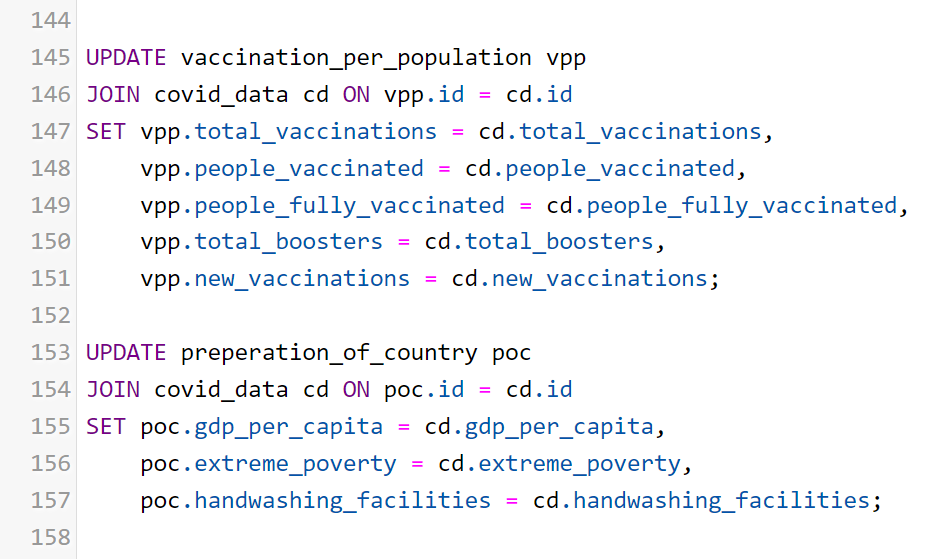 144
145 UPDATE vaccination_per_population vpp
146 JOIN covid_data cd ON vpp.id = cd.id
147 SET vpp.total_vaccinations = cd.total_vaccinations,
148     vpp.people_vaccinated = cd.people_vaccinated,
149     vpp.people_fully_vaccinated = cd.people_fully_vaccinated,
150     vpp.total_boosters = cd.total_boosters,
151     vpp.new_vaccinations = cd.new_vaccinations;
152
153 UPDATE preperation_of_country poc
154 JOIN covid_data cd ON poc.id = cd.id
155 SET poc.gdp_per_capita = cd.gdp_per_capita,
156     poc.extreme_poverty = cd.extreme_poverty,
157     poc.handwashing_facilities = cd.handwashing_facilities;
158